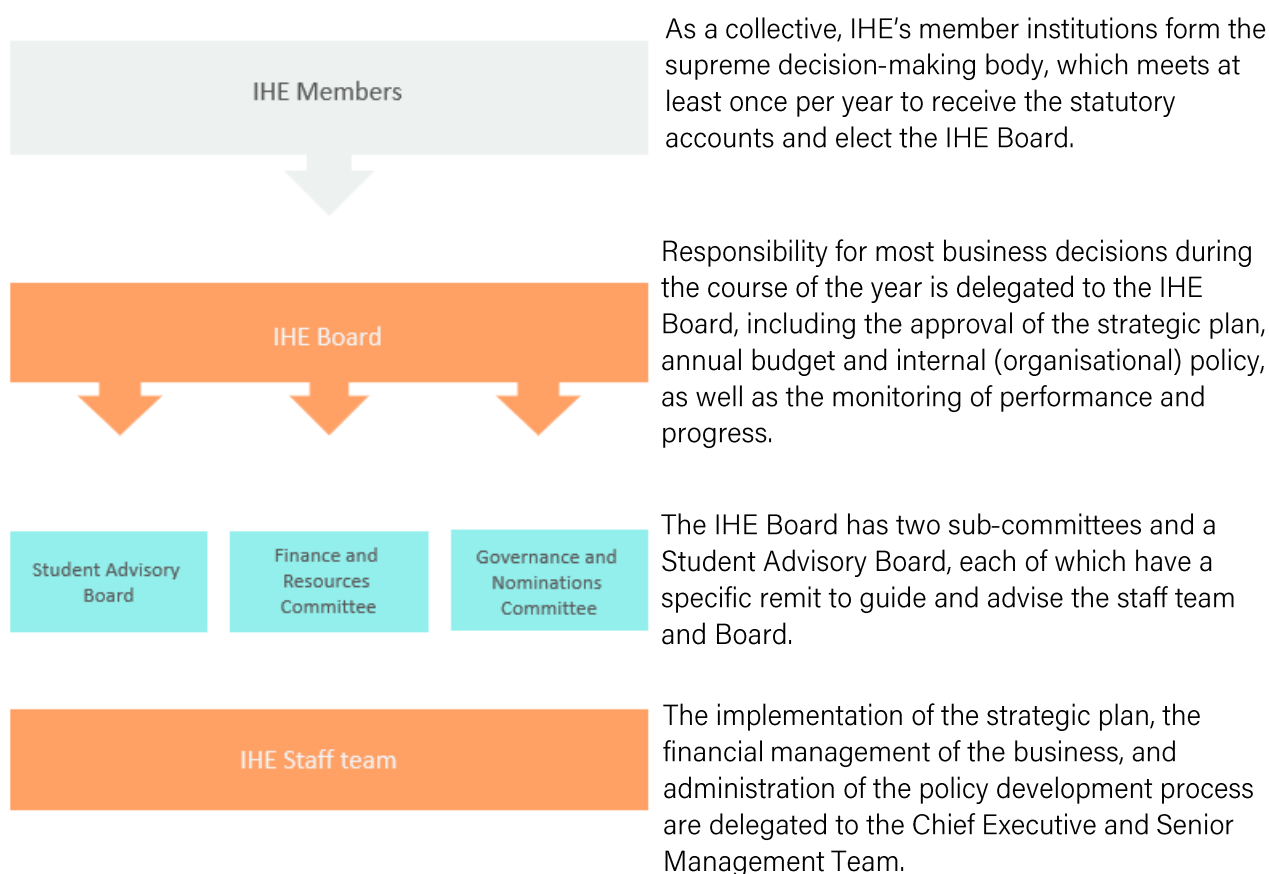 IHE Members
As a collective, IHE’s member institutions form the
supreme decision-making body, which meets at
least once per year to receive the statutory
accounts and elect the IHE Board.
IHE Board
Responsibility for most business decisions during
the course of the year is delegated to the IHE
Board, including the approval of the strategic plan,
annual budget and internal (organisational) policy,
as well as the monitoring of performance and
progress.
Student Advisory
Board
Finance and
Resources
Committee
Governance and
Nominations
Committee
The IHE Board has two sub-committees and a
Student Advisory Board, each of which have a
specific remit to guide and advise the staff team
and Board.
IHE Staff team
The implementation of the strategic plan, the
financial management of the business, and
administration of the policy development process
are delegated to the Chief Executive and Senior
Management Team.